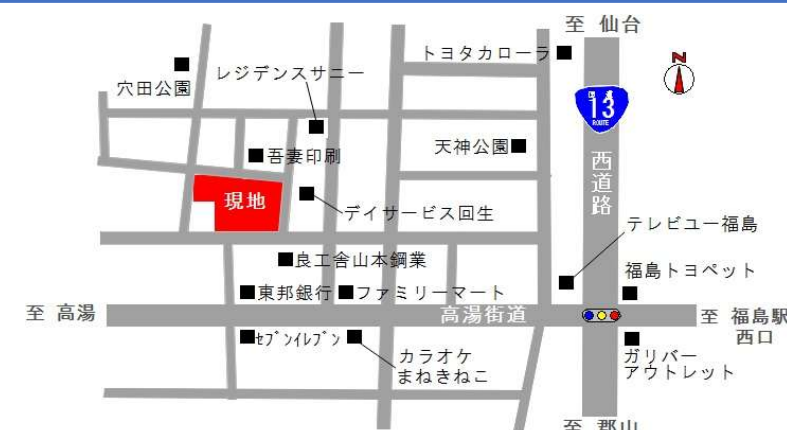 至 仙台
トヨタカローラ
N
穴田公園
レジデンスサニー
国道
13
ROUTE
吾妻印刷
天神公園
西道路
現地
デイサービス回生
テレビユー福島
良工舎山本鋼業
福島トヨペット
東邦銀行
ファミリーマート
至 高湯
高湯街道
至 福島駅
西口
ｾﾌﾞﾝｲﾚﾌﾞﾝ
カラオケ
まねきねこ
ガリバー
アウトレット
至 郡山